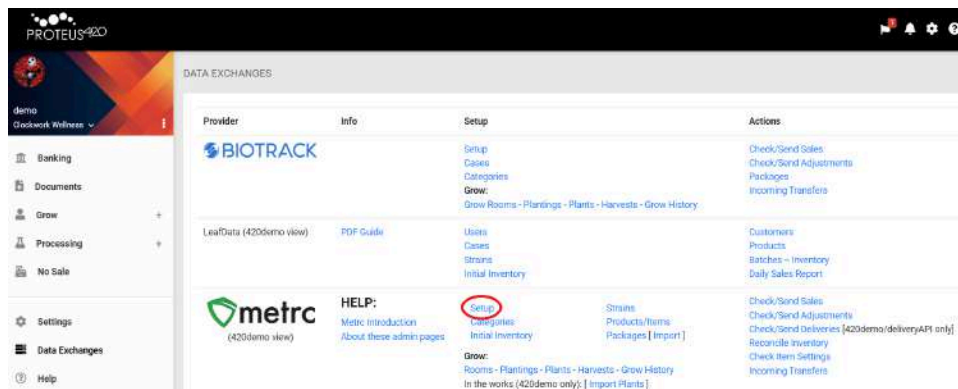 PROTEUS420
1
demo
Clockwork Wellness
Banking
Documents
Grow +
Processing +
No Sale
Settings
Data Exchanges
Help
DATA EXCHANGES
Provider Info Setup Actions
BIOTRACK
Setup
Cases
Categories
Grow:
Grow Rooms - Plantings - Plants - Harvests - Grow History
Check/Send Sales
Check/Send Adjustments
Packages
Incoming Transfers
LeafData (420demo view)
PDF Guide
Users
Cases
Strains
Initial Inventory
Customers
Products
Batches -- Inventory
Daily Sales Report
metrc
(420demo view)
HELP:
Metrc Introduction
About these admin pages
Setup Strains
Categories Products/Items
Initial Inventory Packages [ Import ]
Grow:
Rooms - Plantings - Plants - Harvests - Grow History
In the works (420demo only): [ Import Plants ]
Check/Send Sales
Check/Send Adjustments
Check/Send Deliveries [420demo/deliveryAPI only]
Reconcile Inventory
Check Item Settings
Incoming Transfers